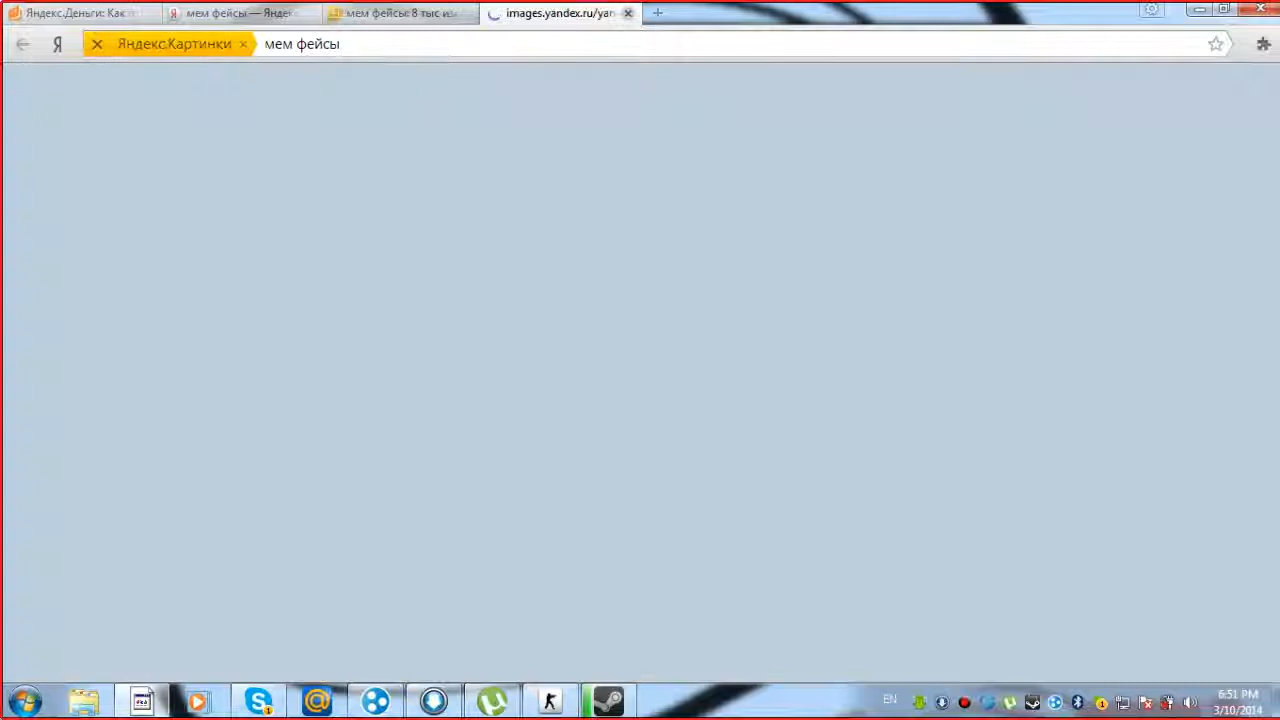 Яндекс.Деньги: Как
мем фейсы — Яндекс
мем фейсы: 8 тыс из
images.yandex.ru/yan
Я
Яндекс.Картинки
мем фейсы
EN
6:51 PM
3/10/2014